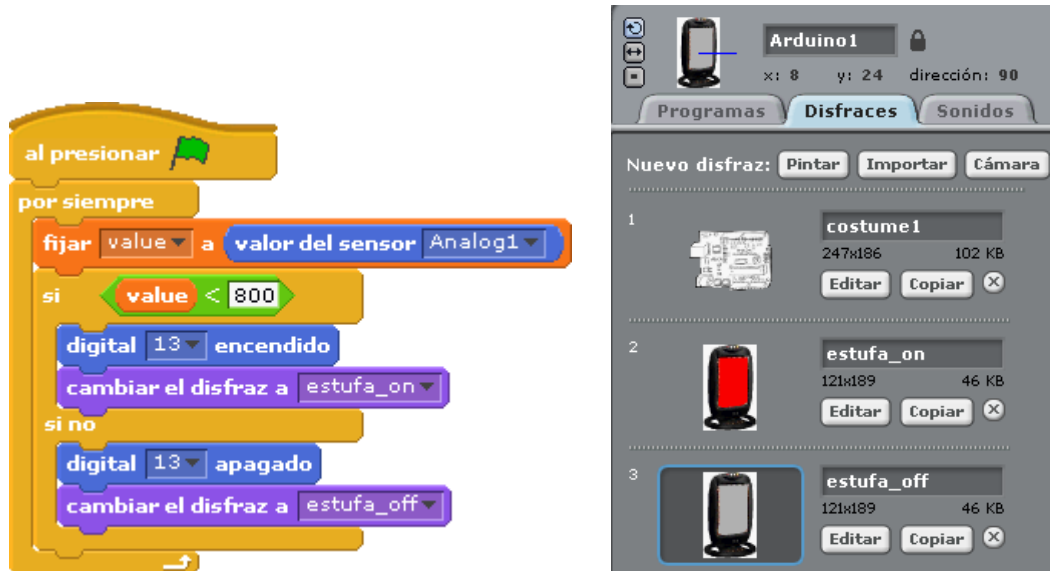 al presionar
por siempre
fijar value a valor del sensor Analog1
si value < 800
digital 13 encendido
cambiar el disfraz a estufa_on
si no
digital 13 apagado
cambiar el disfraz a estufa_off
Arduino1
x: 8 y: 24 dirección: 90
Programas Disfraces Sonidos
Nuevo disfraz: Pintar Importar Cámara
1 costume1
247x186 102 KB
Editar Copiar
2 estufa_on
121x189 46 KB
Editar Copiar
3 estufa_off
121x189 46 KB
Editar Copiar